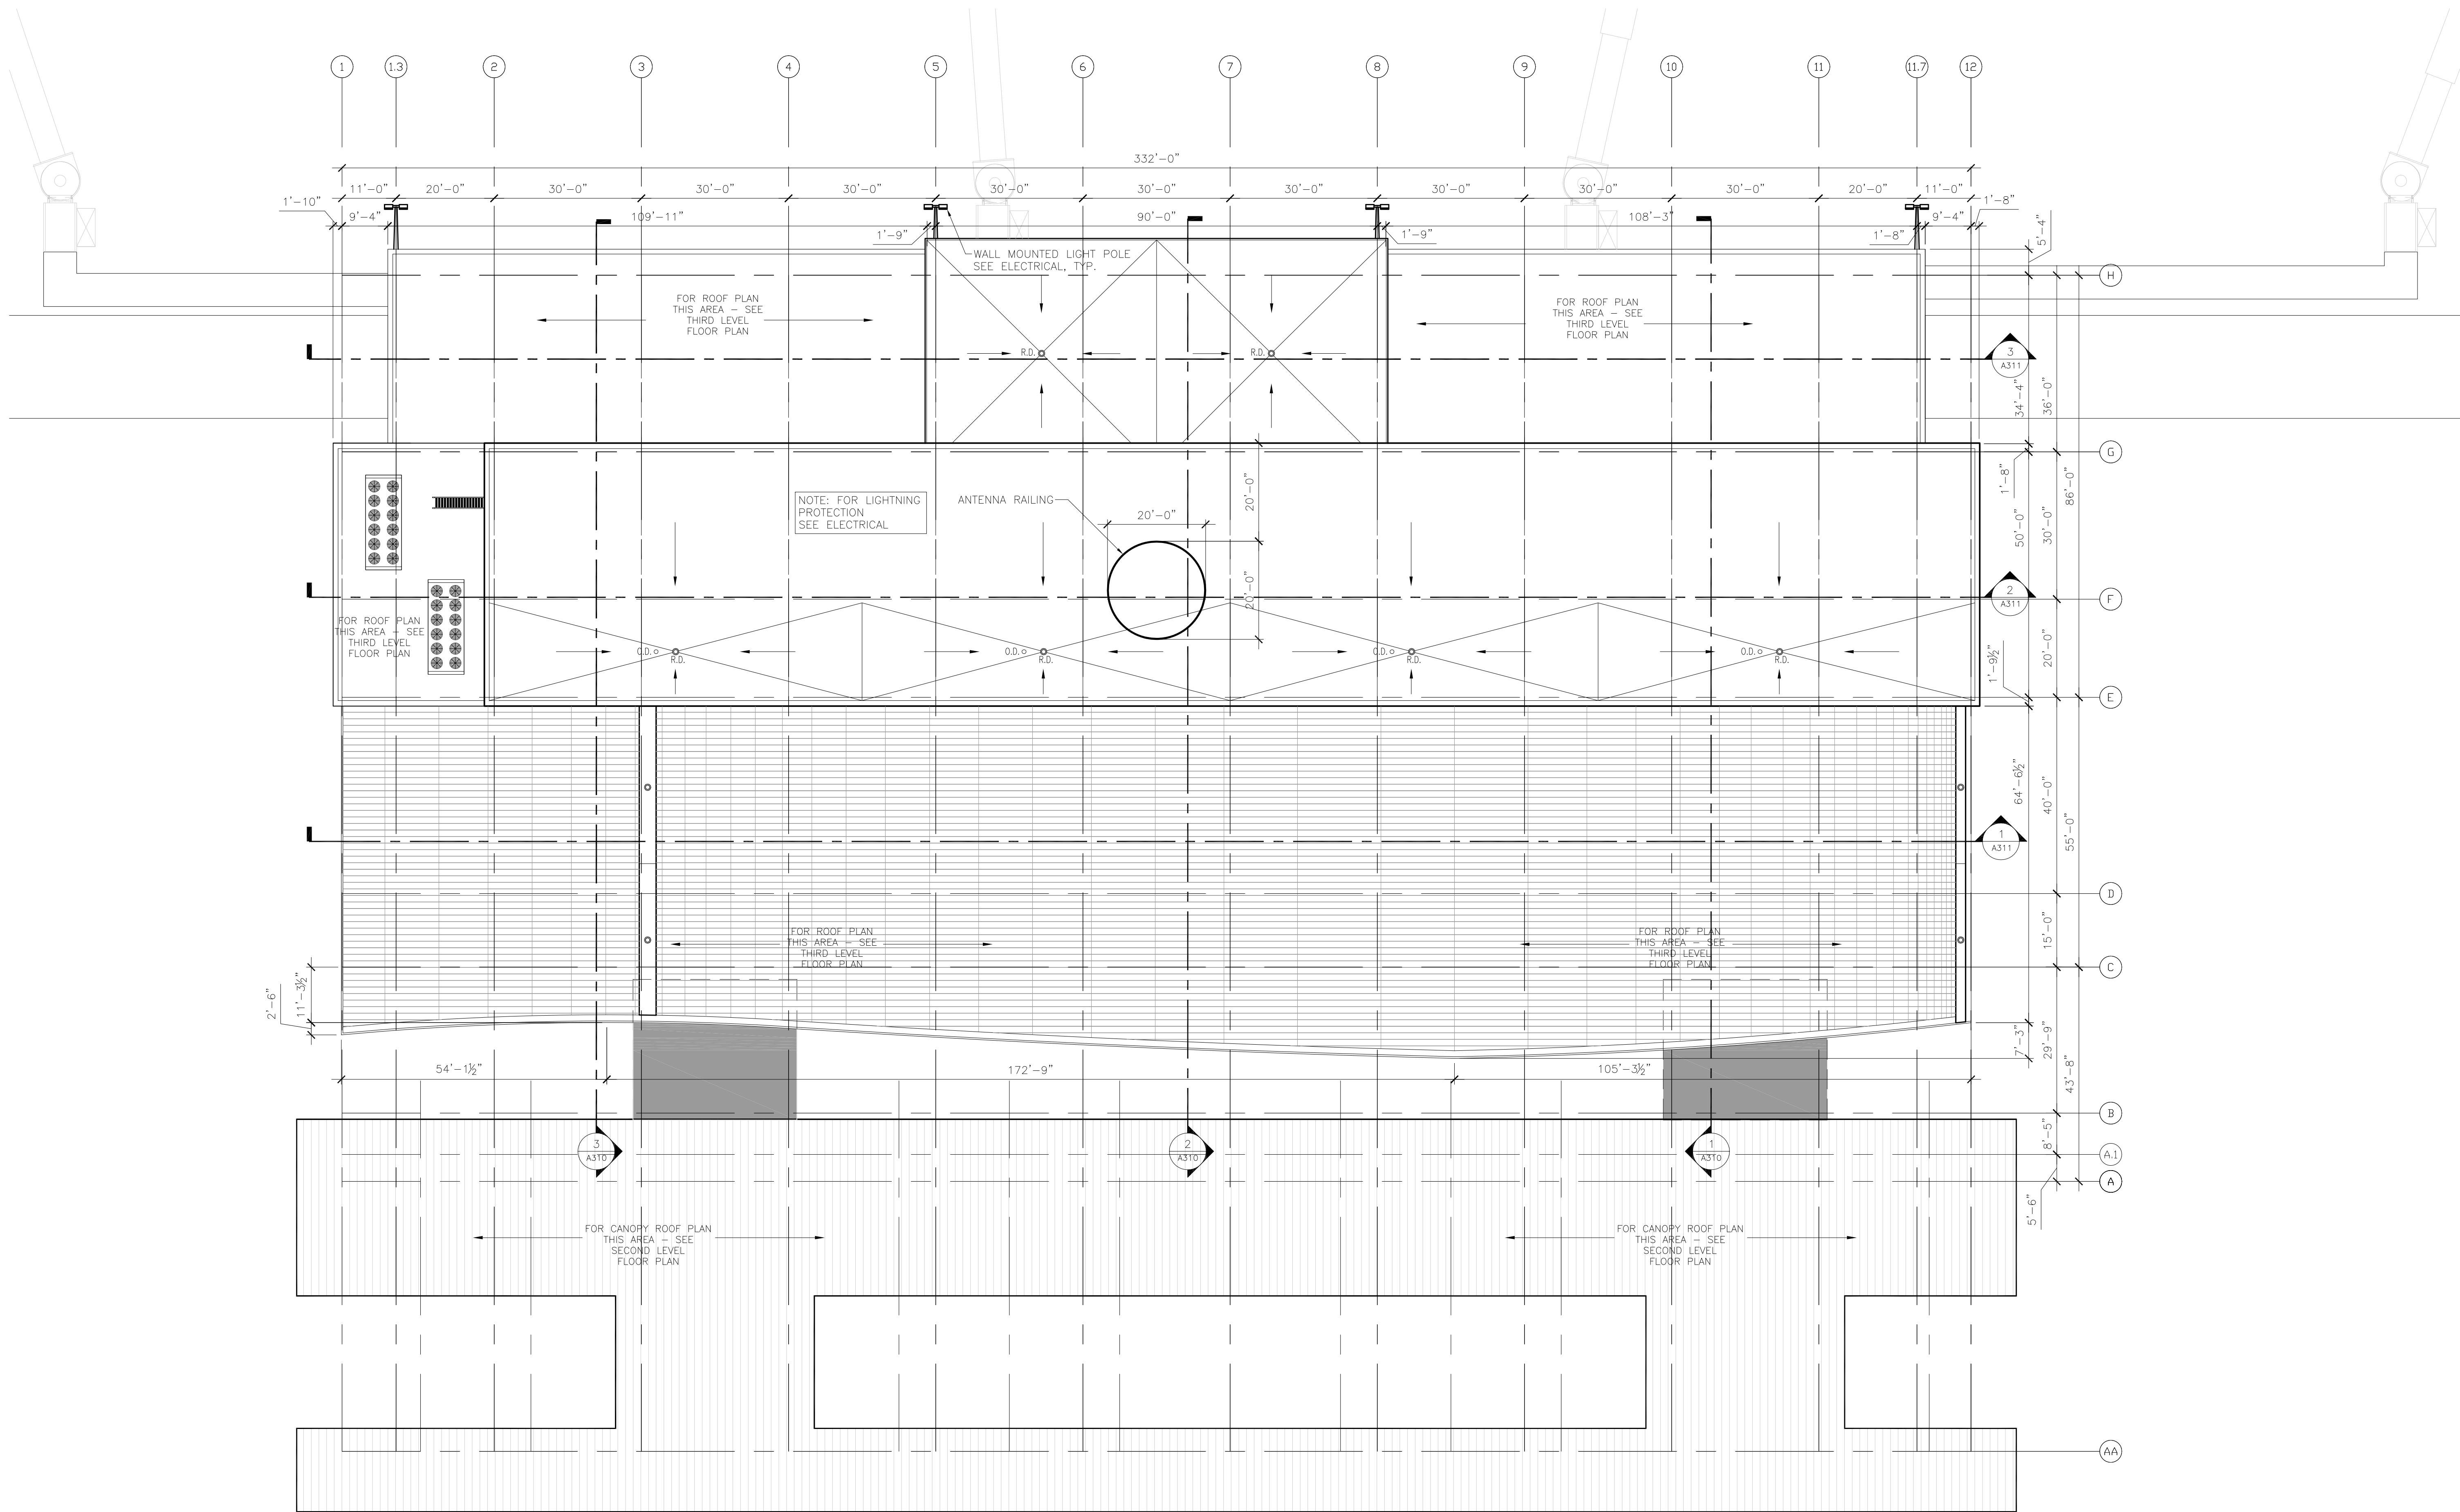 1
1.3
2
3
4
5
6
7
8
9
10
11
11.7
12
332'-0"
11'-0"
20'-0"
30'-0"
30'-0"
30'-0"
30'-0"
30'-0"
30'-0"
30'-0"
30'-0"
30'-0"
20'-0"
11'-0"
1'-10"
9'-4"
109'-11"
1'-9"
90'-0"
1'-9"
108'-3"
1'-8"
9'-4"
1'-8"
5'-4"
WALL MOUNTED LIGHT POLE
SEE ELECTRICAL, TYP.
H
FOR ROOF PLAN
THIS AREA – SEE
THIRD LEVEL
FLOOR PLAN
FOR ROOF PLAN
THIS AREA – SEE
THIRD LEVEL
FLOOR PLAN
R.D.
R.D.
3
A311
34'-4"
36'-0"
G
1'-8"
86'-0"
50'-0"
30'-0"
NOTE: FOR LIGHTNING
PROTECTION
SEE ELECTRICAL
ANTENNA RAILING
20'-0"
20'-0"
20'-0"
2
A311
F
FOR ROOF PLAN
THIS AREA – SEE
THIRD LEVEL
FLOOR PLAN
O.D.
R.D.
O.D.
R.D.
O.D.
R.D.
O.D.
R.D.
1'-9½"
20'-0"
E
64'-6½"
40'-0"
55'-0"
1
A311
D
FOR ROOF PLAN
THIS AREA – SEE
THIRD LEVEL
FLOOR PLAN
FOR ROOF PLAN
THIS AREA – SEE
THIRD LEVEL
FLOOR PLAN
15'-0"
C
2'-6"
11'-3½"
7'-3"
29'-9"
43'-8"
54'-1½"
172'-9"
105'-3½"
B
3
A310
2
A310
1
A310
8'-5"
A.1
A
5'-6"
FOR CANOPY ROOF PLAN
THIS AREA – SEE
SECOND LEVEL
FLOOR PLAN
FOR CANOPY ROOF PLAN
THIS AREA – SEE
SECOND LEVEL
FLOOR PLAN
AA